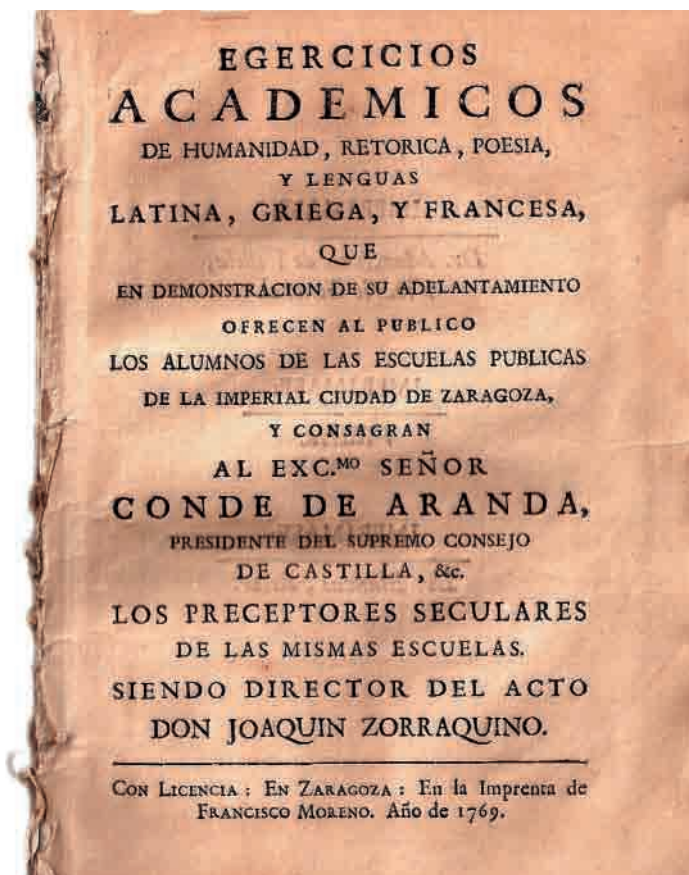 EGERCICIOS
ACADEMICOS
DE HUMANIDAD, RETORICA, POESIA,
Y LENGUAS
LATINA, GRIEGA, Y FRANCESA,
QUE
EN DEMONSTRACION DE SU ADELANTAMIENTO
OFRECEN AL PUBLICO
LOS ALUMNOS DE LAS ESCUELAS PUBLICAS
DE LA IMPERIAL CIUDAD DE ZARAGOZA,
Y CONSAGRAN
AL EXC.MO SEÑOR
CONDE DE ARANDA,
PRESIDENTE DEL SUPREMO CONSEJO
DE CASTILLA, &c.
LOS PRECEPTORES SECULARES
DE LAS MISMAS ESCUELAS.
SIENDO DIRECTOR DEL ACTO
DON JOAQUIN ZORRAQUINO.
CON LICENCIA : EN ZARAGOZA : En la Imprenta de
FRANCISCO MORENO. Año de 1769.